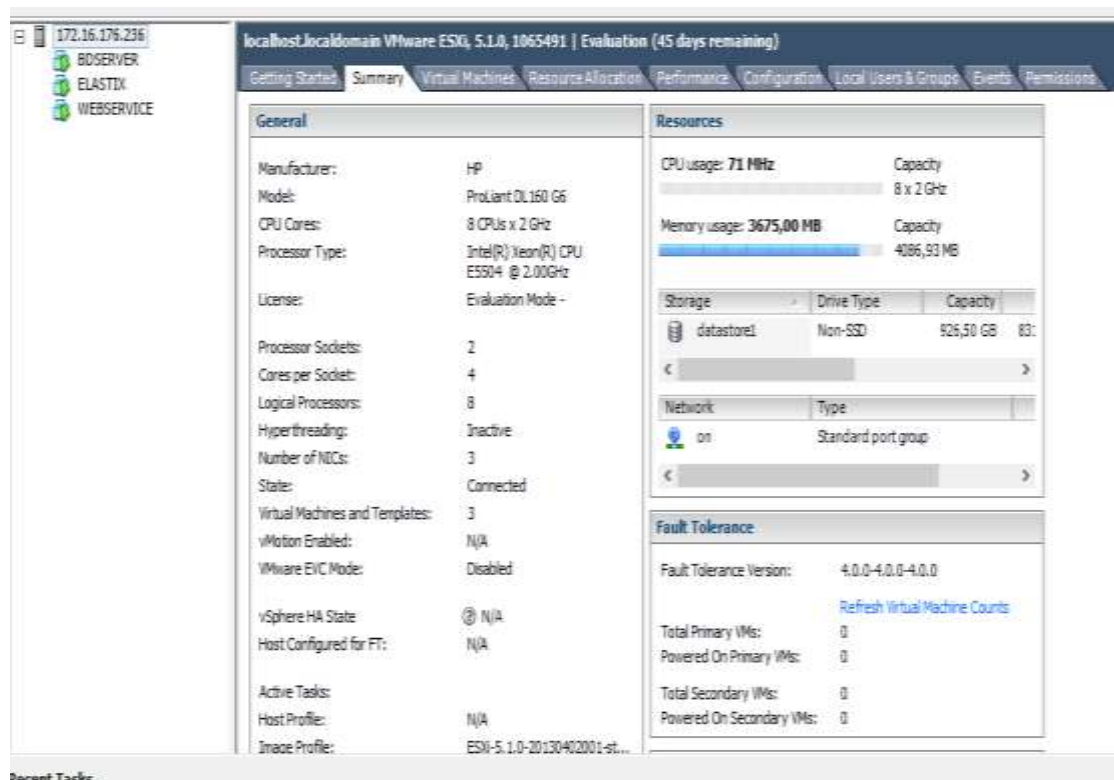 172.16.176.236
BDSERVER
ELASTIX
WEBSERVICE
localhost.localdomain VMware ESXi, 5.1.0, 1065491 | Evaluation (45 days remaining)
Getting Started Summary Virtual Machines Resource Allocation Performance Configuration Local Users & Groups Events Permissions
General
Manufacturer: HP
Model: ProLiant DL160 G6
CPU Cores: 8 CPUs x 2 GHz
Processor Type: Intel(R) Xeon(R) CPU
E5504 @ 2.00GHz
License: Evaluation Mode -
Processor Sockets: 2
Cores per Socket: 4
Logical Processors: 8
Hyperthreading: Inactive
Number of NICs: 3
State: Connected
Virtual Machines and Templates: 3
vMotion Enabled: N/A
VMware EVC Mode: Disabled
vSphere HA State N/A
Host Configured for FT: N/A
Active Tasks:
Host Profile: N/A
Image Profile: ESXi-5.1.0-20130402001-st...
Resources
CPU usage: 71 MHz Capacity
8 x 2 GHz
Memory usage: 3675,00 MB Capacity
4086,93 MB
Storage Drive Type Capacity
datastore1 Non-SSD 926,50 GB 83:
Network Type
on Standard port group
Fault Tolerance
Fault Tolerance Version: 4.0.0-4.0.0-4.0.0
Refresh Virtual Machine Counts
Total Primary VMs: 0
Powered On Primary VMs: 0
Total Secondary VMs: 0
Powered On Secondary VMs: 0
Recent Tasks